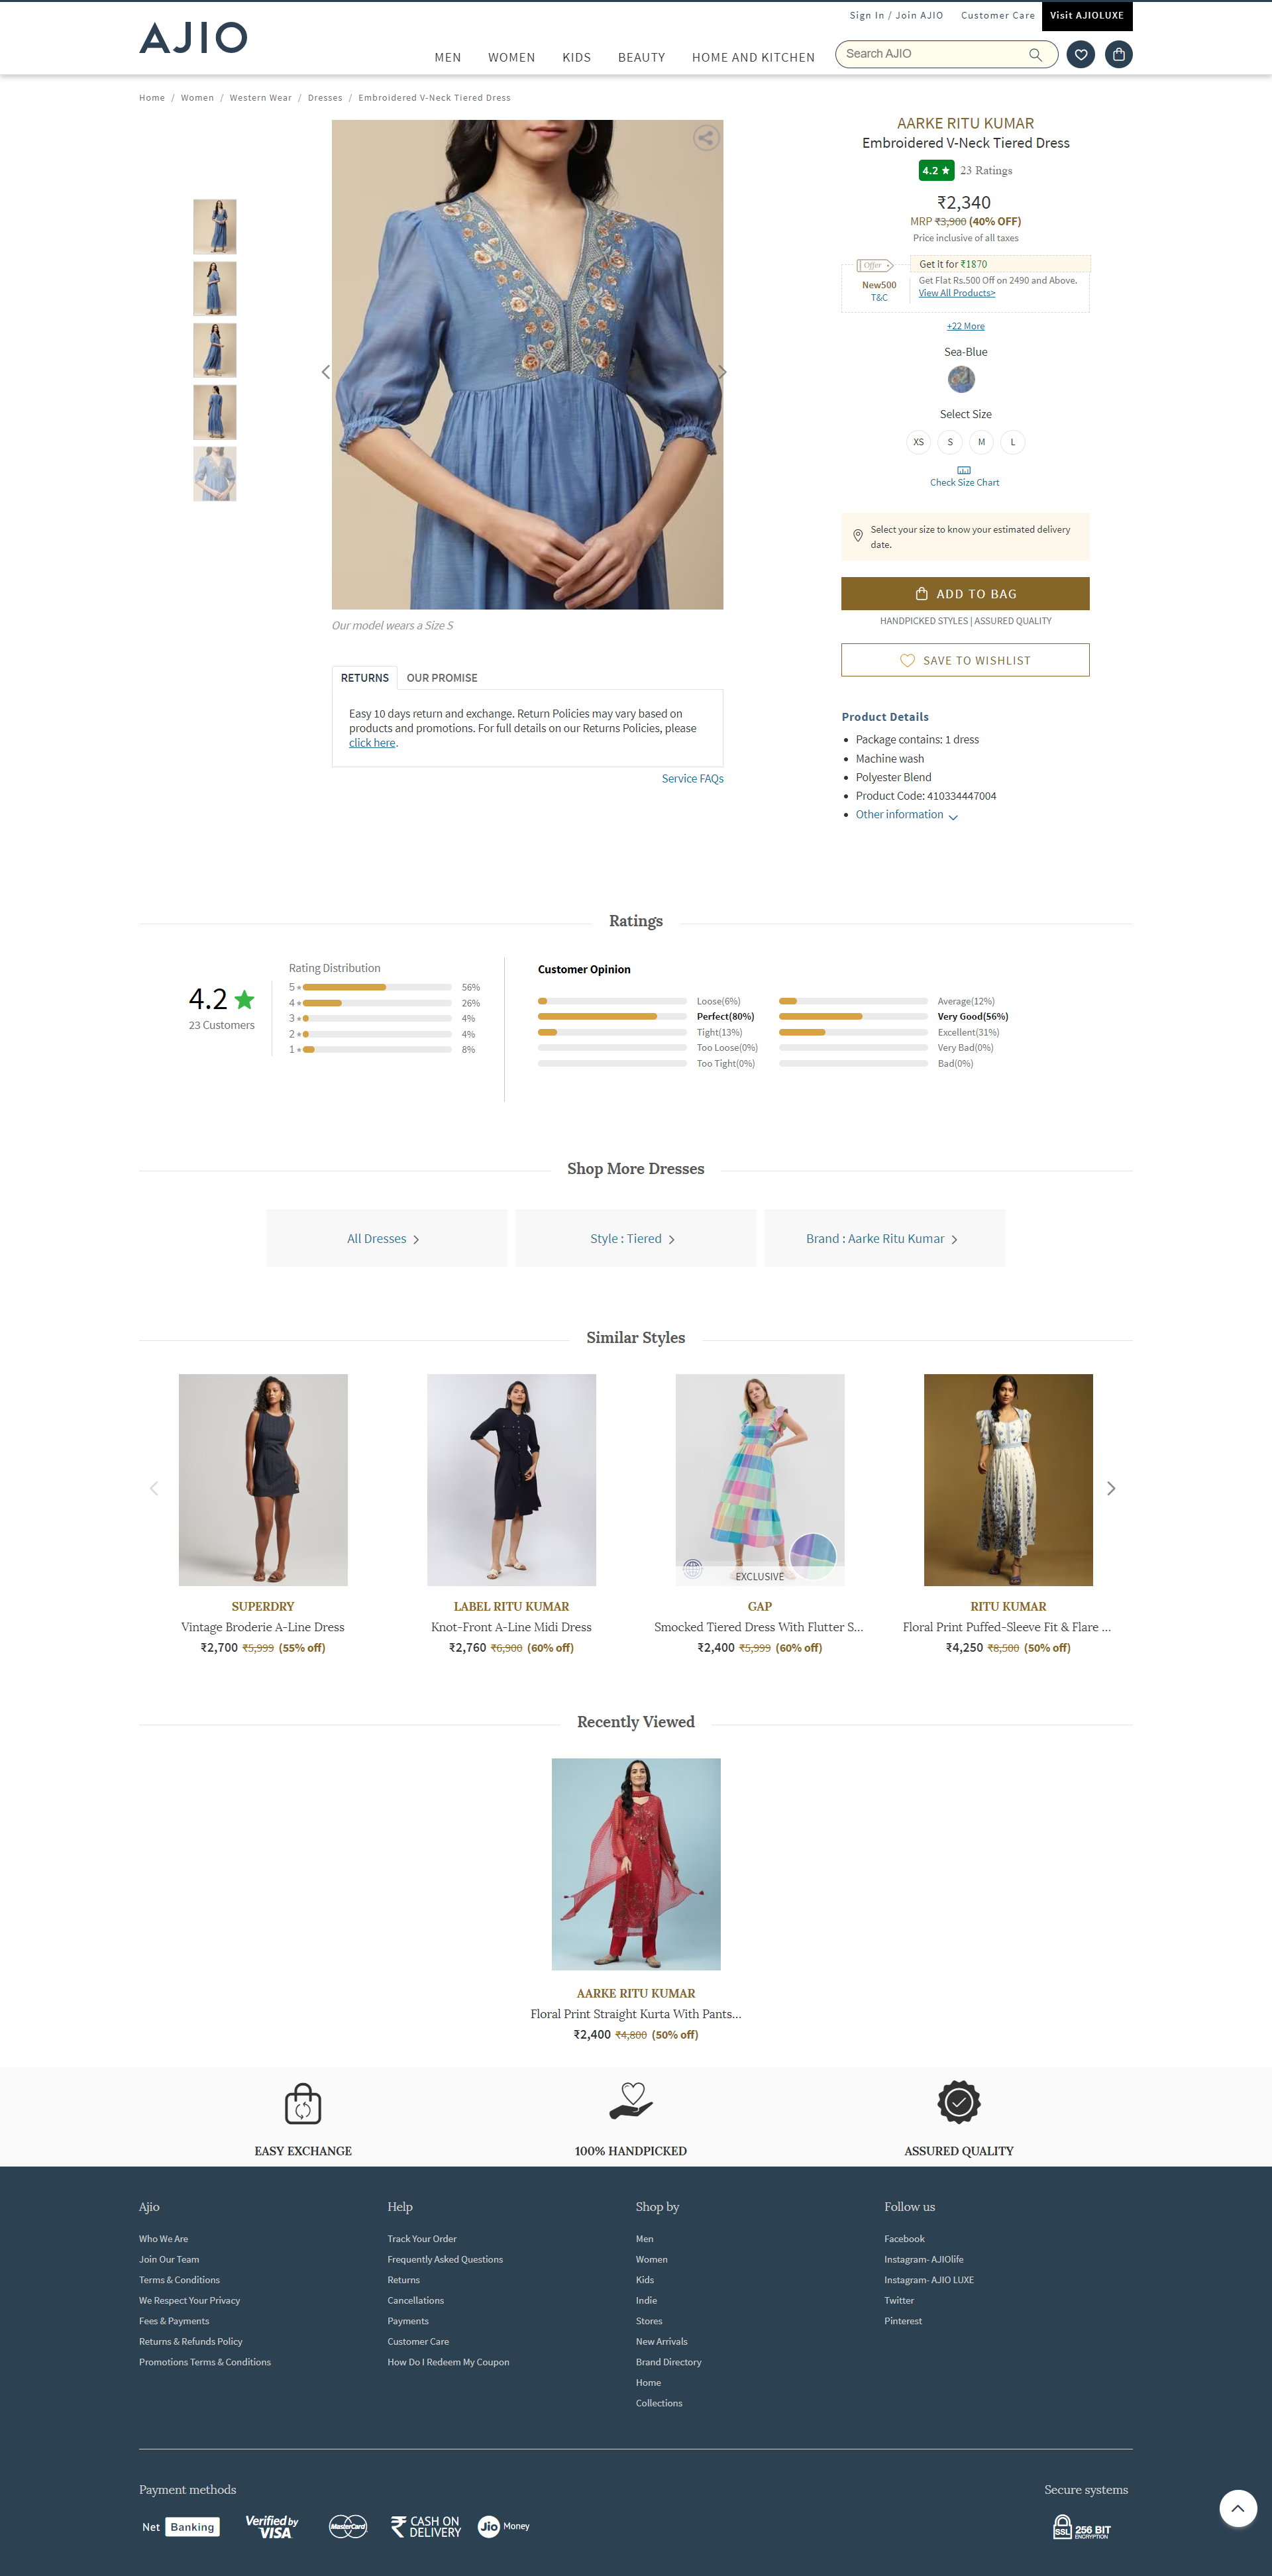 Sign In / Join AJIO
Customer Care
Visit AJIOLUXE
AJIO
MEN
WOMEN
KIDS
BEAUTY
HOME AND KITCHEN
Search AJIO
Home / Women / Western Wear / Dresses / Embroidered V-Neck Tiered Dress
AARKE RITU KUMAR
Embroidered V-Neck Tiered Dress
4.2 ★ 23 Ratings
₹2,340
MRP ₹3,900 (40% OFF)
Price inclusive of all taxes
Offer
New500
T&C
Get it for ₹1870
Get Flat Rs.500 Off on 2490 and Above.
View All Products>
+22 More
Sea-Blue
Select Size
XS S M L
Check Size Chart
Select your size to know your estimated delivery
date.
ADD TO BAG
HANDPICKED STYLES | ASSURED QUALITY
SAVE TO WISHLIST
Our model wears a Size S
RETURNS
OUR PROMISE
Easy 10 days return and exchange. Return Policies may vary based on
products and promotions. For full details on our Returns Policies, please
click here.
Service FAQs
Product Details
Package contains: 1 dress
Machine wash
Polyester Blend
Product Code: 410334447004
Other information
Ratings
4.2
23 Customers
Rating Distribution
5 56%
4 26%
3 4%
2 4%
1 8%
Customer Opinion
Loose(6%)
Perfect(80%)
Tight(13%)
Too Loose(0%)
Too Tight(0%)
Average(12%)
Very Good(56%)
Excellent(31%)
Very Bad(0%)
Bad(0%)
Shop More Dresses
All Dresses
Style : Tiered
Brand : Aarke Ritu Kumar
Similar Styles
SUPERDRY
Vintage Broderie A-Line Dress
₹2,700 ₹5,999 (55% off)
LABEL RITU KUMAR
Knot-Front A-Line Midi Dress
₹2,760 ₹6,900 (60% off)
EXCLUSIVE
GAP
Smocked Tiered Dress With Flutter S...
₹2,400 ₹5,999 (60% off)
RITU KUMAR
Floral Print Puffed-Sleeve Fit & Flare ...
₹4,250 ₹8,500 (50% off)
Recently Viewed
AARKE RITU KUMAR
Floral Print Straight Kurta With Pants...
₹2,400 ₹4,800 (50% off)
EASY EXCHANGE
100% HANDPICKED
ASSURED QUALITY
Ajio
Who We Are
Join Our Team
Terms & Conditions
We Respect Your Privacy
Fees & Payments
Returns & Refunds Policy
Promotions Terms & Conditions
Help
Track Your Order
Frequently Asked Questions
Returns
Cancellations
Payments
Customer Care
How Do I Redeem My Coupon
Shop by
Men
Women
Kids
Indie
Stores
New Arrivals
Brand Directory
Home
Collections
Follow us
Facebook
Instagram- AJIOlife
Instagram- AJIO LUXE
Twitter
Pinterest
Payment methods
Net Banking
Verified by
VISA
MasterCard
₹ CASH ON
DELIVERY
Jio Money
Secure systems
SSL 256 BIT
ENCRYPTION